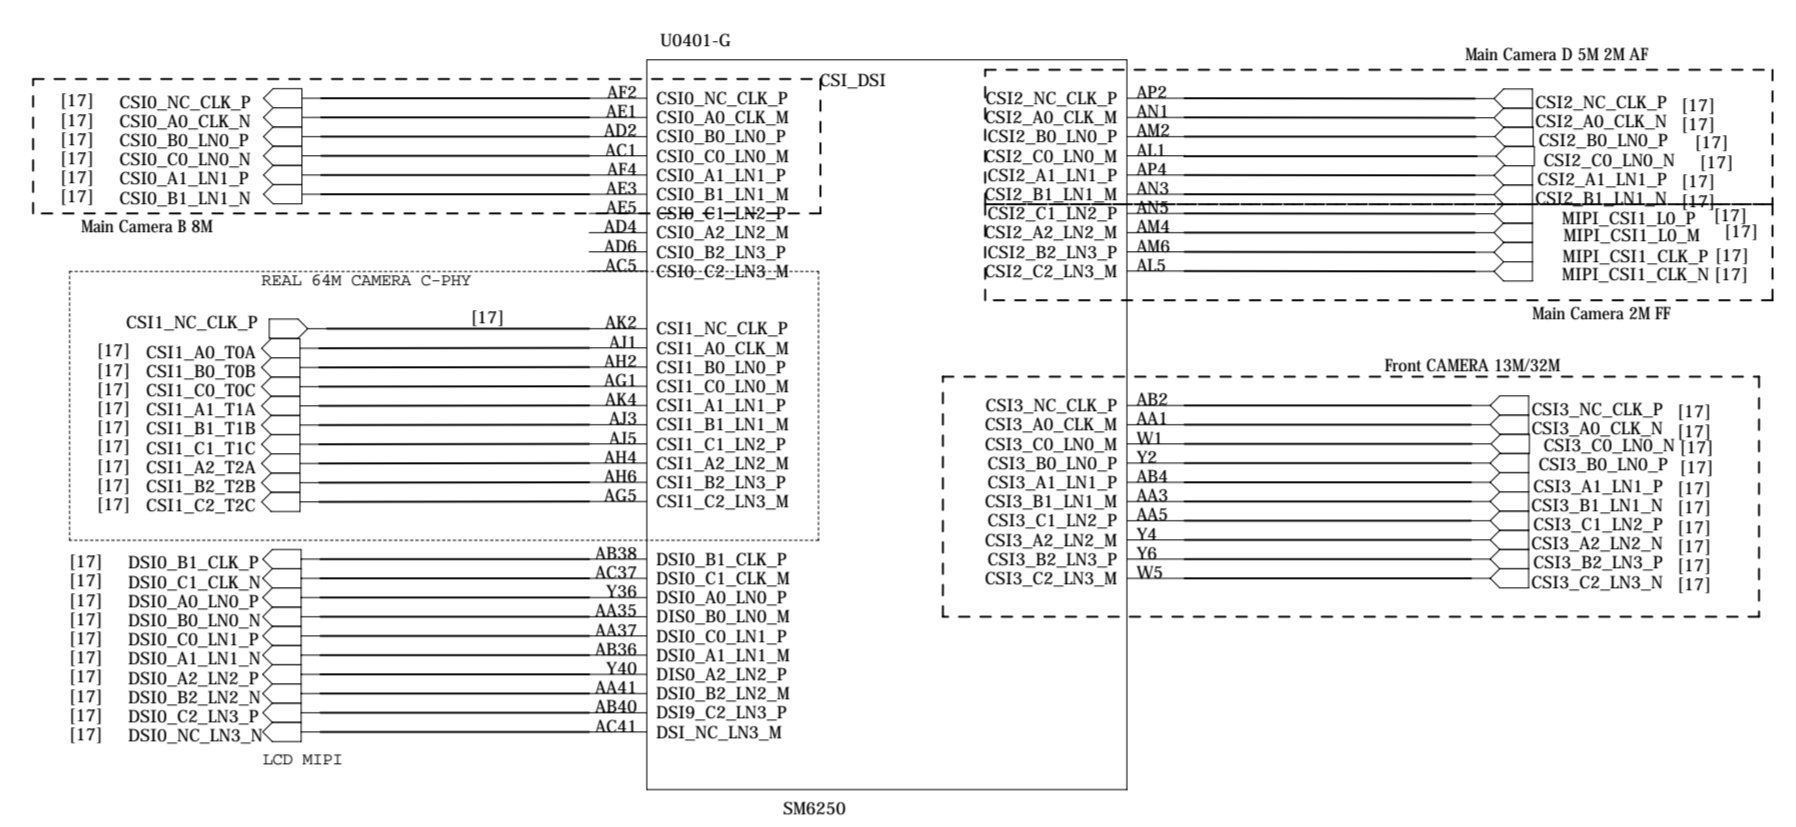 U0401-G
CSI_DSI
[17] CSI0_NC_CLK_P AF2 CSI0_NC_CLK_P
[17] CSI0_A0_CLK_N AE1 CSI0_A0_CLK_M
[17] CSI0_B0_LN0_P AD2 CSI0_B0_LN0_P
[17] CSI0_C0_LN0_N AC1 CSI0_C0_LN0_M
[17] CSI0_A1_LN1_P AF4 CSI0_A1_LN1_P
[17] CSI0_B1_LN1_N AE3 CSI0_B1_LN1_M
AE5 CSI0_C1_LN2_P
Main Camera B 8M
AD4 CSI0_A2_LN2_M
AD6 CSI0_B2_LN3_P
AC5 CSI0_C2_LN3_M
REAL 64M CAMERA C-PHY
CSI1_NC_CLK_P [17] AK2 CSI1_NC_CLK_P
[17] CSI1_A0_T0A AJ1 CSI1_A0_CLK_M
[17] CSI1_B0_T0B AH2 CSI1_B0_LN0_P
[17] CSI1_C0_T0C AG1 CSI1_C0_LN0_M
[17] CSI1_A1_T1A AK4 CSI1_A1_LN1_P
[17] CSI1_B1_T1B AJ3 CSI1_B1_LN1_M
[17] CSI1_C1_T1C AJ5 CSI1_C1_LN2_P
[17] CSI1_A2_T2A AH4 CSI1_A2_LN2_M
[17] CSI1_B2_T2B AH6 CSI1_B2_LN3_P
[17] CSI1_C2_T2C AG5 CSI1_C2_LN3_M
[17] DSI0_B1_CLK_P AB38 DSI0_B1_CLK_P
[17] DSI0_C1_CLK_N AC37 DSI0_C1_CLK_M
[17] DSI0_A0_LN0_P Y36 DSI0_A0_LN0_P
[17] DSI0_B0_LN0_N AA35 DIS0_B0_LN0_M
[17] DSI0_C0_LN1_P AA37 DSI0_C0_LN1_P
[17] DSI0_A1_LN1_N AB36 DSI0_A1_LN1_M
[17] DSI0_A2_LN2_P Y40 DIS0_A2_LN2_P
[17] DSI0_B2_LN2_N AA41 DSI0_B2_LN2_M
[17] DSI0_C2_LN3_P AB40 DSI9_C2_LN3_P
[17] DSI0_NC_LN3_N AC41 DSI_NC_LN3_M
LCD MIPI
Main Camera D 5M 2M AF
CSI2_NC_CLK_P AP2 CSI2_NC_CLK_P [17]
CSI2_A0_CLK_M AN1 CSI2_A0_CLK_N [17]
CSI2_B0_LN0_P AM2 CSI2_B0_LN0_P [17]
CSI2_C0_LN0_M AL1 CSI2_C0_LN0_N [17]
CSI2_A1_LN1_P AP4 CSI2_A1_LN1_P [17]
CSI2_B1_LN1_M AN3 CSI2_B1_LN1_N [17]
CSI2_C1_LN2_P AN5 MIPI_CSI1_L0_P [17]
CSI2_A2_LN2_M AM4 MIPI_CSI1_L0_M [17]
CSI2_B2_LN3_P AM6 MIPI_CSI1_CLK_P [17]
CSI2_C2_LN3_M AL5 MIPI_CSI1_CLK_N [17]
Main Camera 2M FF
Front CAMERA 13M/32M
CSI3_NC_CLK_P AB2 CSI3_NC_CLK_P [17]
CSI3_A0_CLK_M AA1 CSI3_A0_CLK_N [17]
CSI3_C0_LN0_M W1 CSI3_C0_LN0_N [17]
CSI3_B0_LN0_P Y2 CSI3_B0_LN0_P [17]
CSI3_A1_LN1_P AB4 CSI3_A1_LN1_P [17]
CSI3_B1_LN1_M AA3 CSI3_B1_LN1_N [17]
CSI3_C1_LN2_P AA5 CSI3_C1_LN2_P [17]
CSI3_A2_LN2_M Y4 CSI3_A2_LN2_N [17]
CSI3_B2_LN3_P Y6 CSI3_B2_LN3_P [17]
CSI3_C2_LN3_M W5 CSI3_C2_LN3_N [17]
SM6250